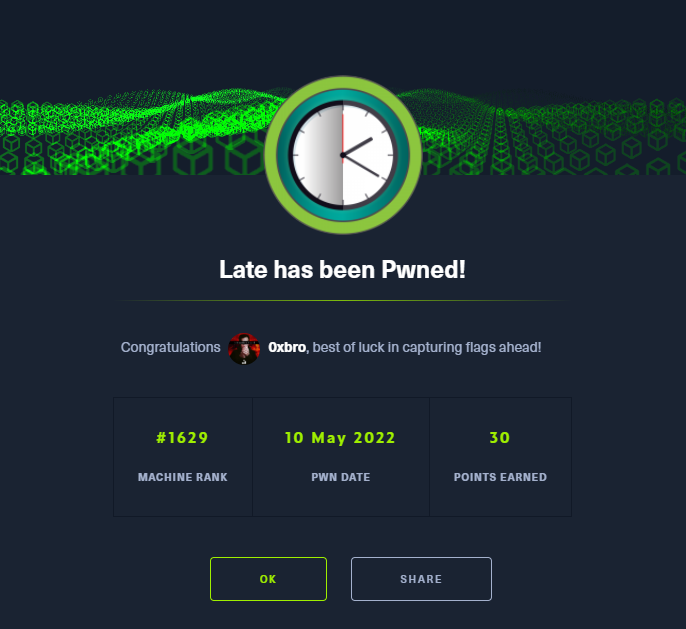 Late has been Pwned!
Congratulations 0xbro, best of luck in capturing flags ahead!
#1629 10 May 2022 30
MACHINE RANK PWN DATE POINTS EARNED
OK SHARE